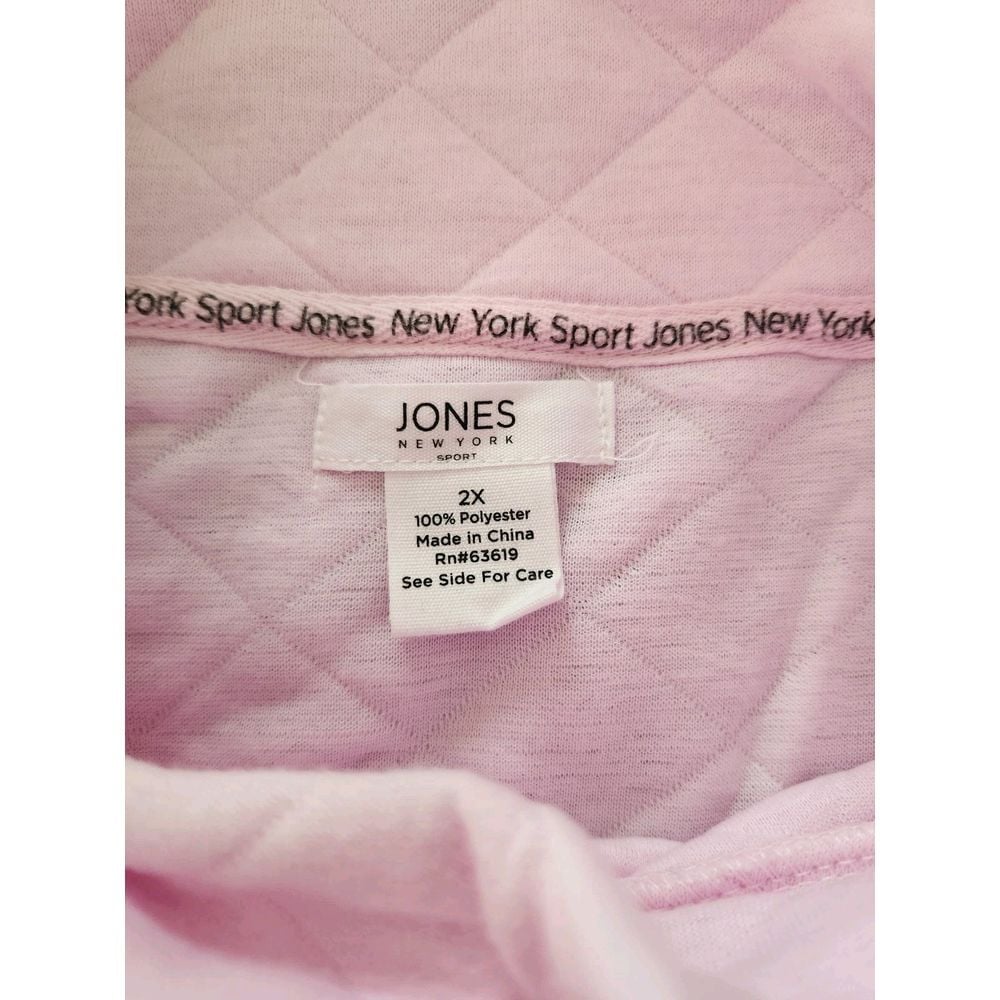 York Sport Jones New York Sport Jones New York
JONES
NEW YORK
SPORT
2X
100% Polyester
Made in China
Rn#63619
See Side For Care